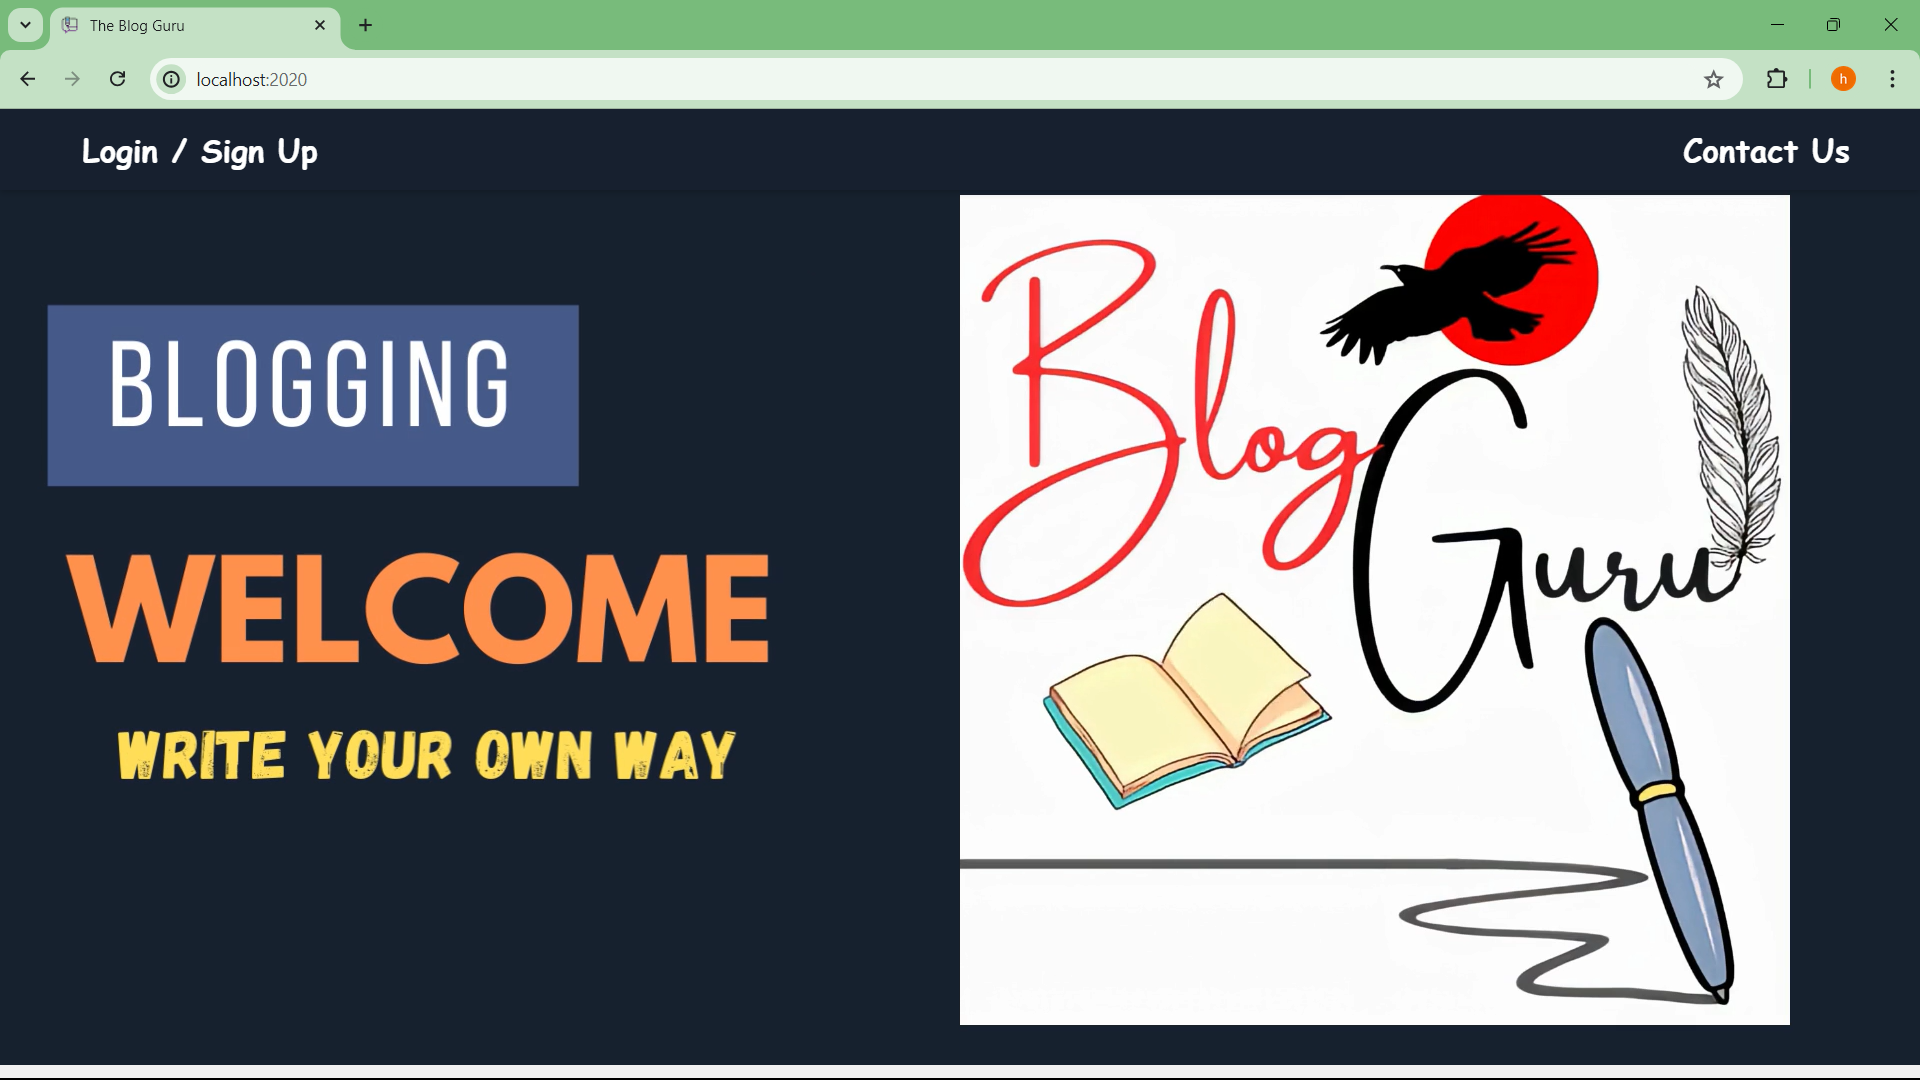 The Blog Guru
localhost:2020
h
Login / Sign Up
Contact Us
BLOGGING
WELCOME
WRITE YOUR OWN WAY
Blog
Guru